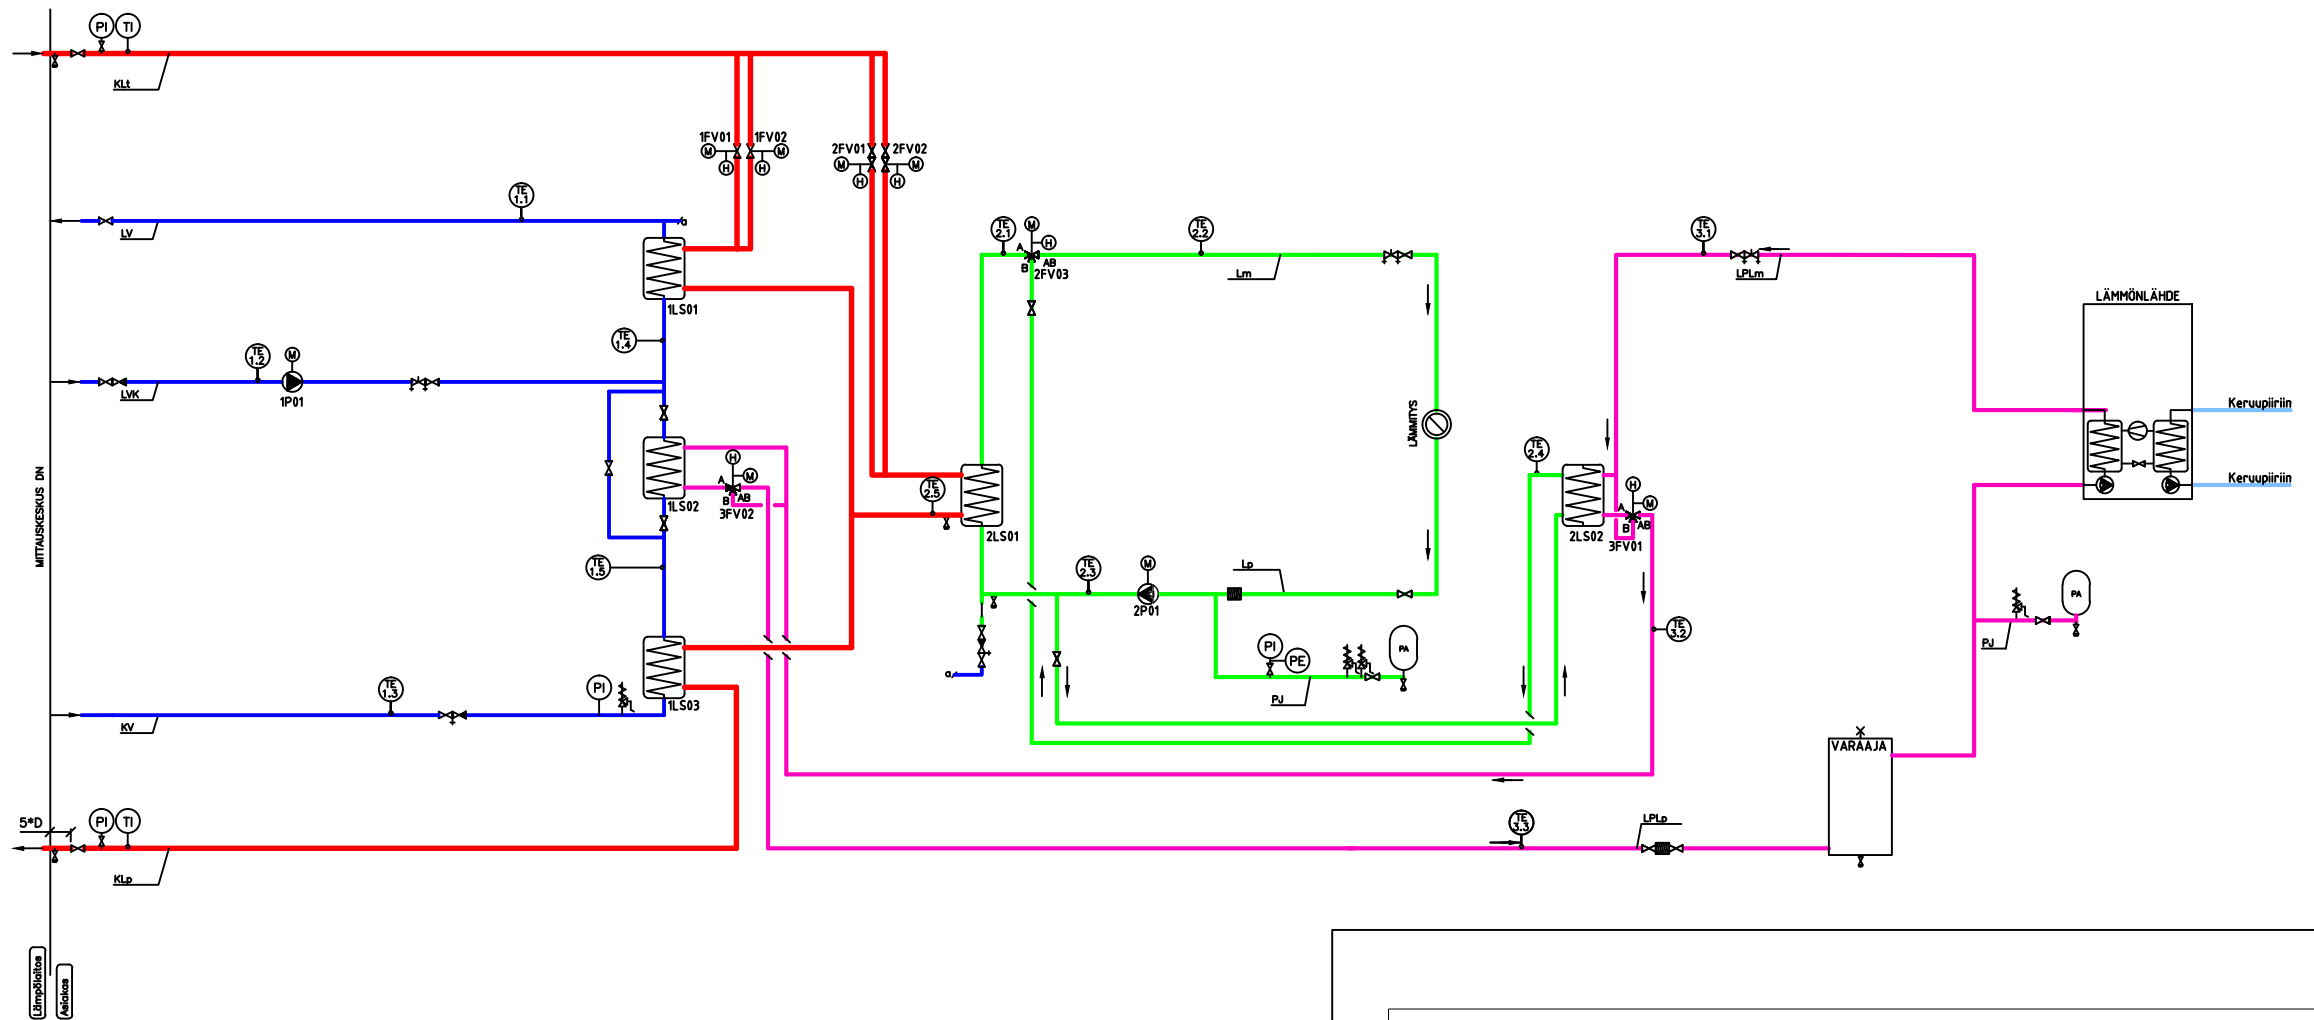 PI TI
KLt
1FV01 1FV02
M M
H H
2FV01 2FV02
M M
H H
TE 1.1
a
LV
1LS01
TE 1.4
TE 1.2
M
LVK
1P01
MITTAUSKESKUS DN
1LS02
H
M
A
B AB
3FV02
TE 1.5
1LS03
TE 1.3
PI
KV
5*D
PI TI
KLp
Lämpölaitos
Asiakas
TE 2.1
M
H
A
AB
B
2FV03
TE 2.2
Lm
LÄMMITYS
TE 2.5
2LS01
TE 2.3
M
2P01
Lp
a
PI
PE
PA
PJ
TE 2.4
2LS02
H
M
A
B AB
3FV01
TE 3.1
LPLm
TE 3.2
TE 3.3
LPLp
VARAAJA
PA
PJ
LÄMMÖNLÄHDE
Keruupiiriin
Keruupiiriin